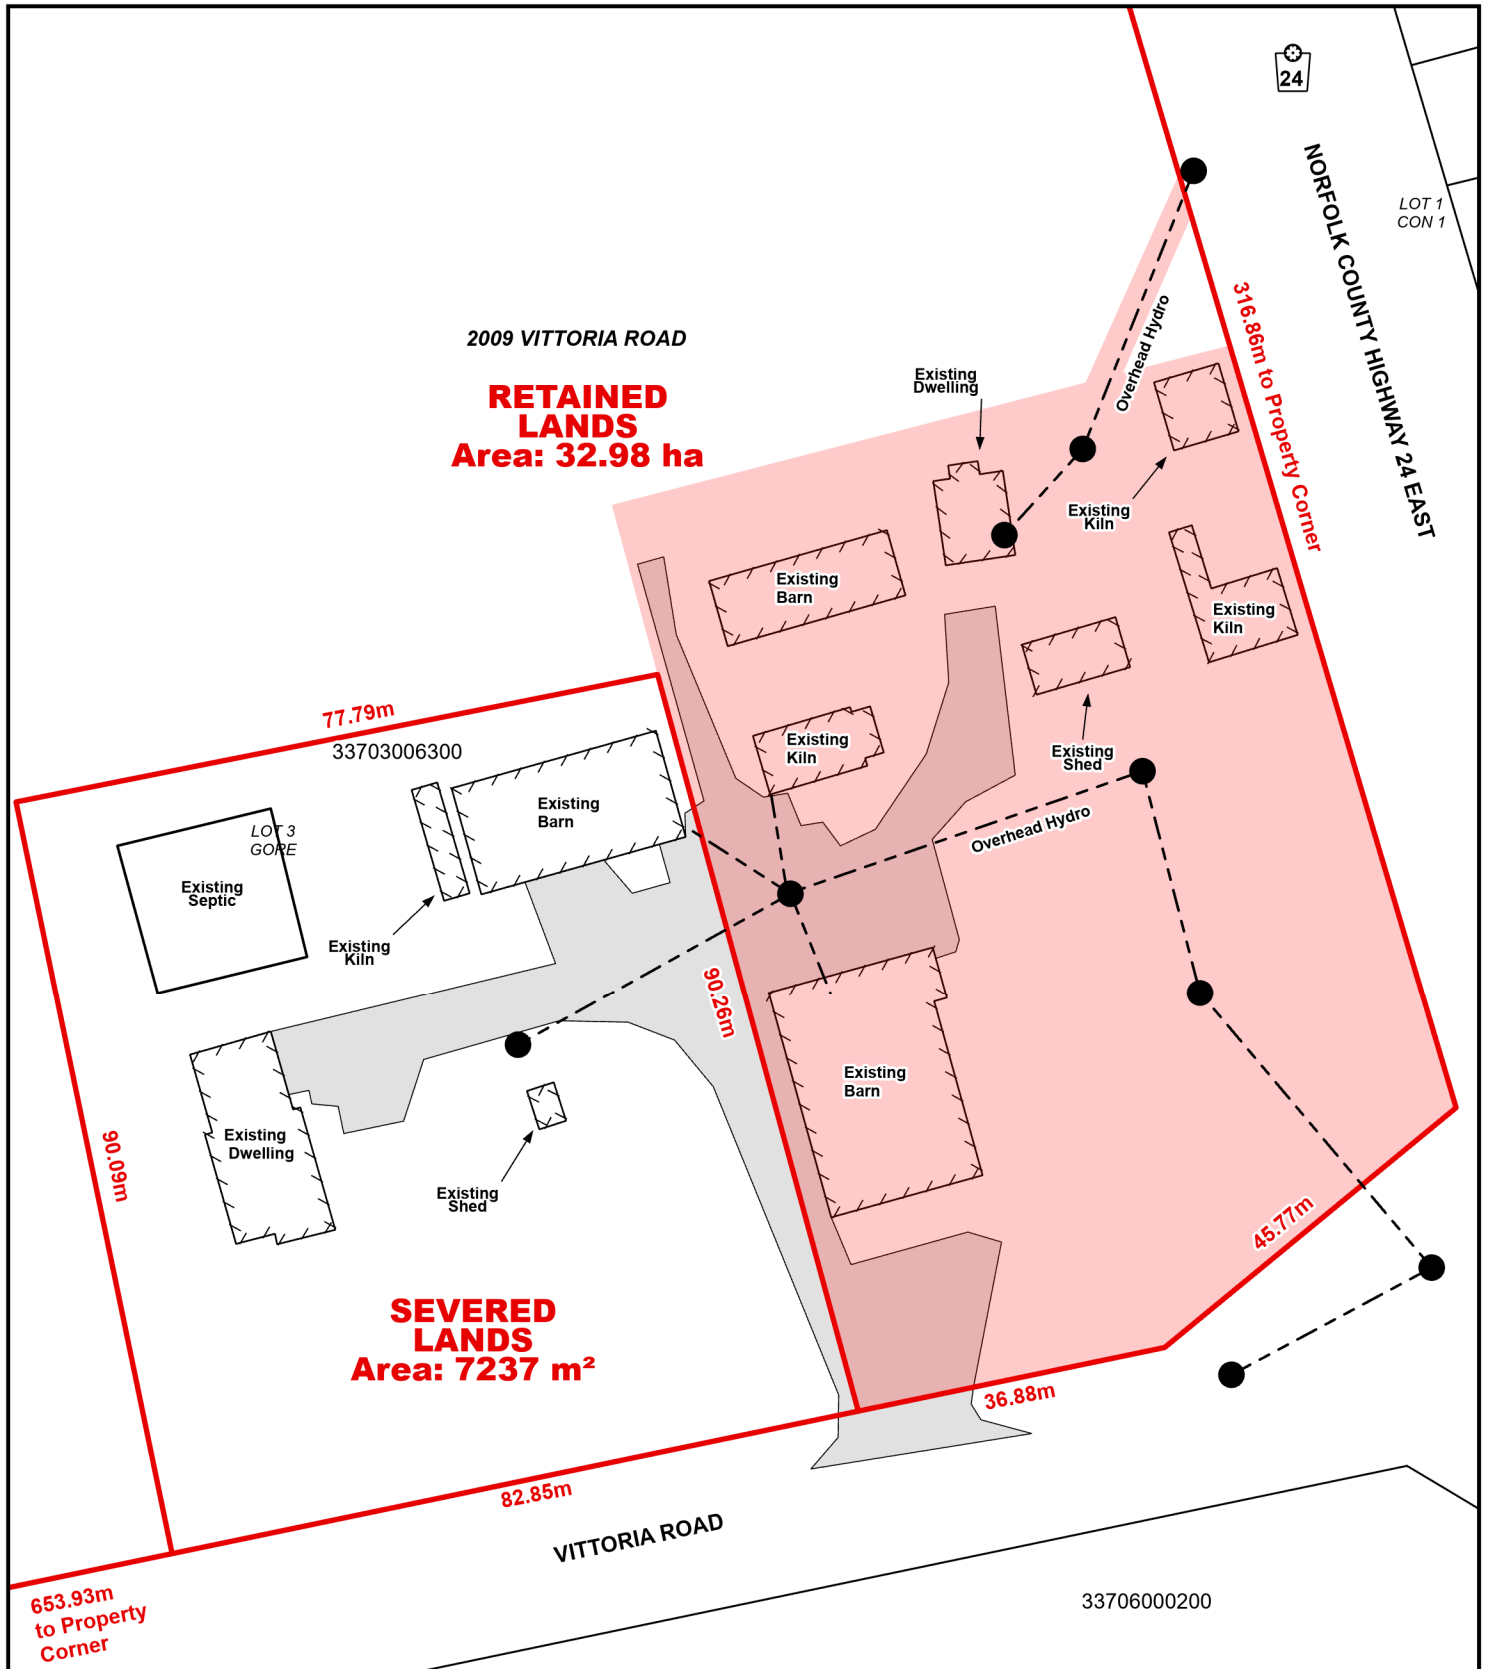 24
NORFOLK COUNTY HIGHWAY 24 EAST
LOT 1
CON 1
316.86m to Property Corner
Overhead Hydro
2009 VITTORIA ROAD
RETAINED
LANDS
Area: 32.98 ha
Existing
Dwelling
Existing
Kiln
Existing
Barn
Existing
Kiln
Existing
Shed
Existing
Kiln
Overhead Hydro
77.79m
33703006300
Existing
Barn
LOT 3
GORE
Existing
Septic
Existing
Kiln
90.26m
Existing
Barn
90.09m
Existing
Dwelling
Existing
Shed
45.77m
SEVERED
LANDS
Area: 7237 m²
36.88m
82.85m
VITTORIA ROAD
653.93m
to Property
Corner
33706000200